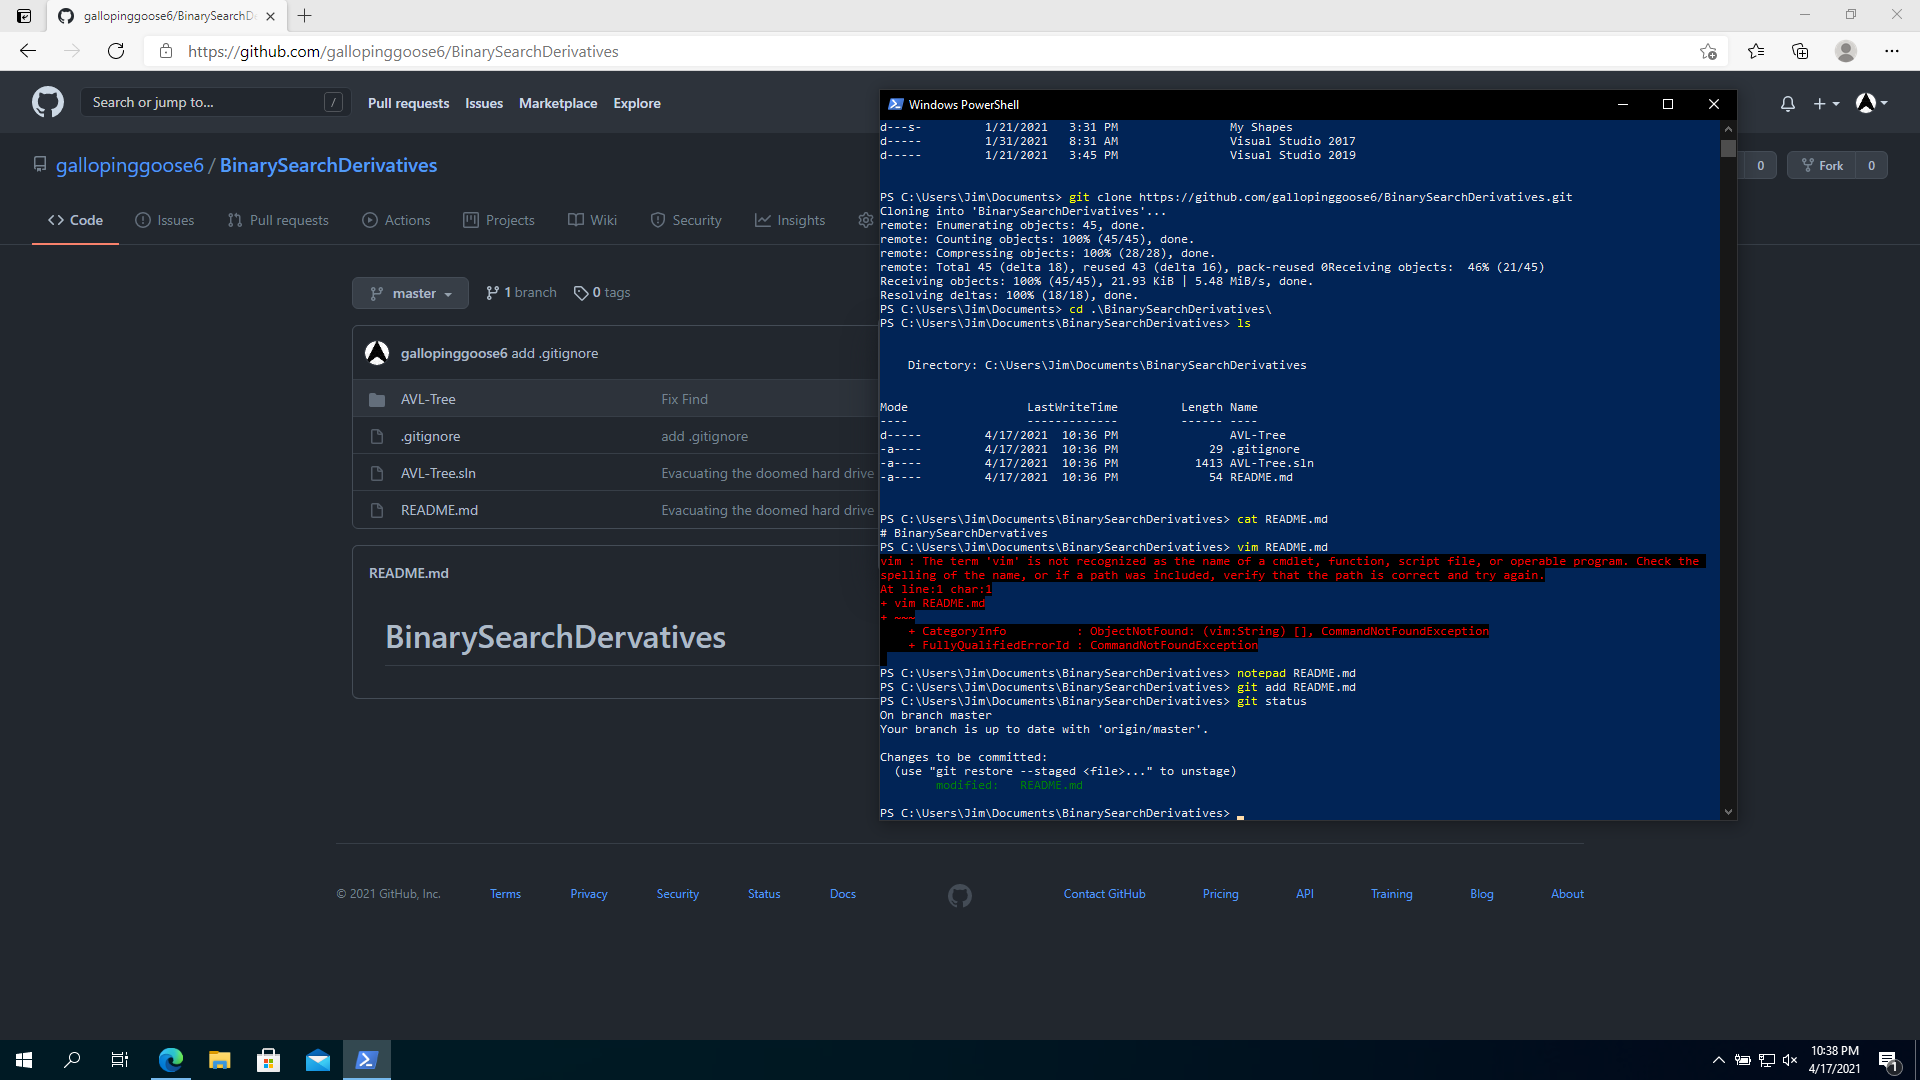 gallopinggoose6/BinarySearchD
https://github.com/gallopinggoose6/BinarySearchDerivatives
Search or jump to... /
Pull requests Issues Marketplace Explore
gallopinggoose6 / BinarySearchDerivatives
0 Fork 0
Code Issues Pull requests Actions Projects Wiki Security Insights
master 1 branch 0 tags
gallopinggoose6 add .gitignore
AVL-Tree Fix Find
.gitignore add .gitignore
AVL-Tree.sln Evacuating the doomed hard drive
README.md Evacuating the doomed hard drive
README.md
BinarySearchDervatives
Windows PowerShell
d---s- 1/21/2021 3:31 PM My Shapes
d----- 1/31/2021 8:31 AM Visual Studio 2017
d----- 1/21/2021 3:45 PM Visual Studio 2019
PS C:\Users\Jim\Documents> git clone https://github.com/gallopinggoose6/BinarySearchDerivatives.git
Cloning into 'BinarySearchDerivatives'...
remote: Enumerating objects: 45, done.
remote: Counting objects: 100% (45/45), done.
remote: Compressing objects: 100% (28/28), done.
remote: Total 45 (delta 18), reused 43 (delta 16), pack-reused 0Receiving objects:  46% (21/45)
Receiving objects: 100% (45/45), 21.93 KiB | 5.48 MiB/s, done.
Resolving deltas: 100% (18/18), done.
PS C:\Users\Jim\Documents> cd .\BinarySearchDerivatives\
PS C:\Users\Jim\Documents\BinarySearchDerivatives> ls
Directory: C:\Users\Jim\Documents\BinarySearchDerivatives
Mode LastWriteTime Length Name
---- ------------- ------ ----
d----- 4/17/2021 10:36 PM AVL-Tree
-a---- 4/17/2021 10:36 PM 29 .gitignore
-a---- 4/17/2021 10:36 PM 1413 AVL-Tree.sln
-a---- 4/17/2021 10:36 PM 54 README.md
PS C:\Users\Jim\Documents\BinarySearchDerivatives> cat README.md
# BinarySearchDervatives
PS C:\Users\Jim\Documents\BinarySearchDerivatives> vim README.md
vim : The term 'vim' is not recognized as the name of a cmdlet, function, script file, or operable program. Check the
spelling of the name, or if a path was included, verify that the path is correct and try again.
At line:1 char:1
+ vim README.md
+ ~~~
+ CategoryInfo : ObjectNotFound: (vim:String) [], CommandNotFoundException
+ FullyQualifiedErrorId : CommandNotFoundException
PS C:\Users\Jim\Documents\BinarySearchDerivatives> notepad README.md
PS C:\Users\Jim\Documents\BinarySearchDerivatives> git add README.md
PS C:\Users\Jim\Documents\BinarySearchDerivatives> git status
On branch master
Your branch is up to date with 'origin/master'.
Changes to be committed:
(use "git restore --staged <file>..." to unstage)
modified: README.md
PS C:\Users\Jim\Documents\BinarySearchDerivatives>
© 2021 GitHub, Inc. Terms Privacy Security Status Docs Contact GitHub Pricing API Training Blog About
10:38 PM
4/17/2021
1